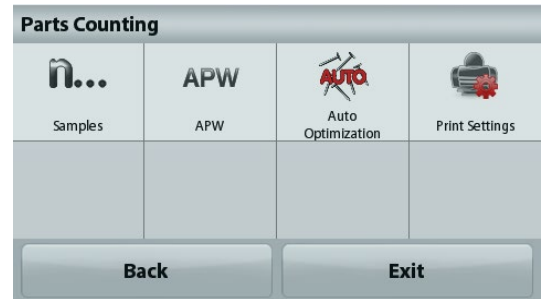 Parts Counting
n...
APW
AUTO
Samples
APW
Auto
Optimization
Print Settings
Back
Exit